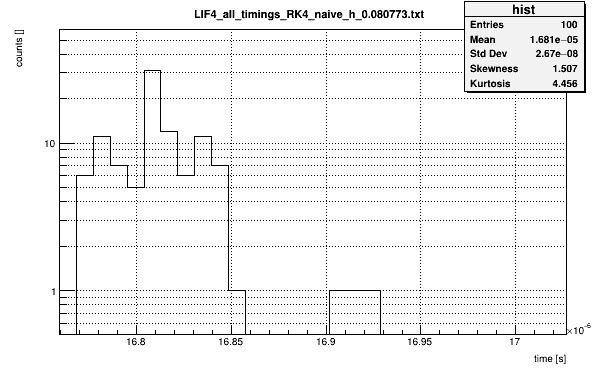 LIF4_all_timings_RK4_naive_h_0.080773.txt
hist
Entries 100
Mean 1.681e−05
Std Dev 2.67e−08
Skewness 1.507
Kurtosis 4.456
counts []
10
1
16.8 16.85 16.9 16.95 17
×10−6
time [s]